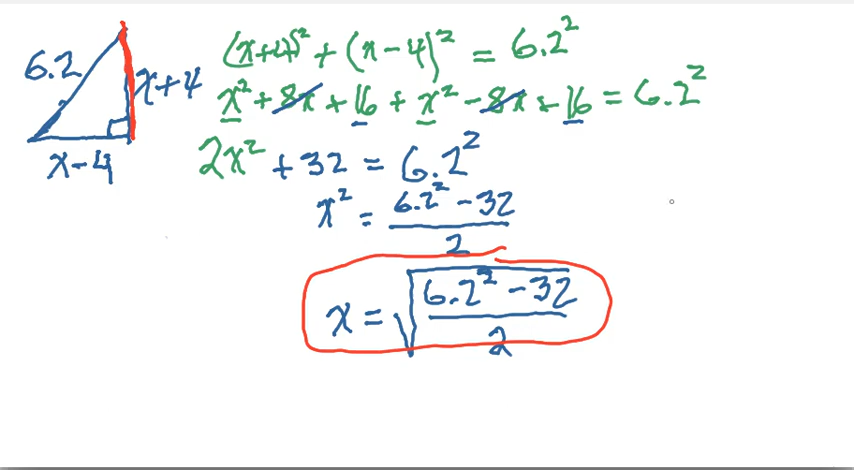 6.2
x+4
x-4
(x+4)² + (x-4)² = 6.2²
x² + 8x + 16 + x² - 8x + 16 = 6.2²
2x² + 32 = 6.2²
x² = (6.2² - 32)/2
x = √((6.2² - 32)/2)